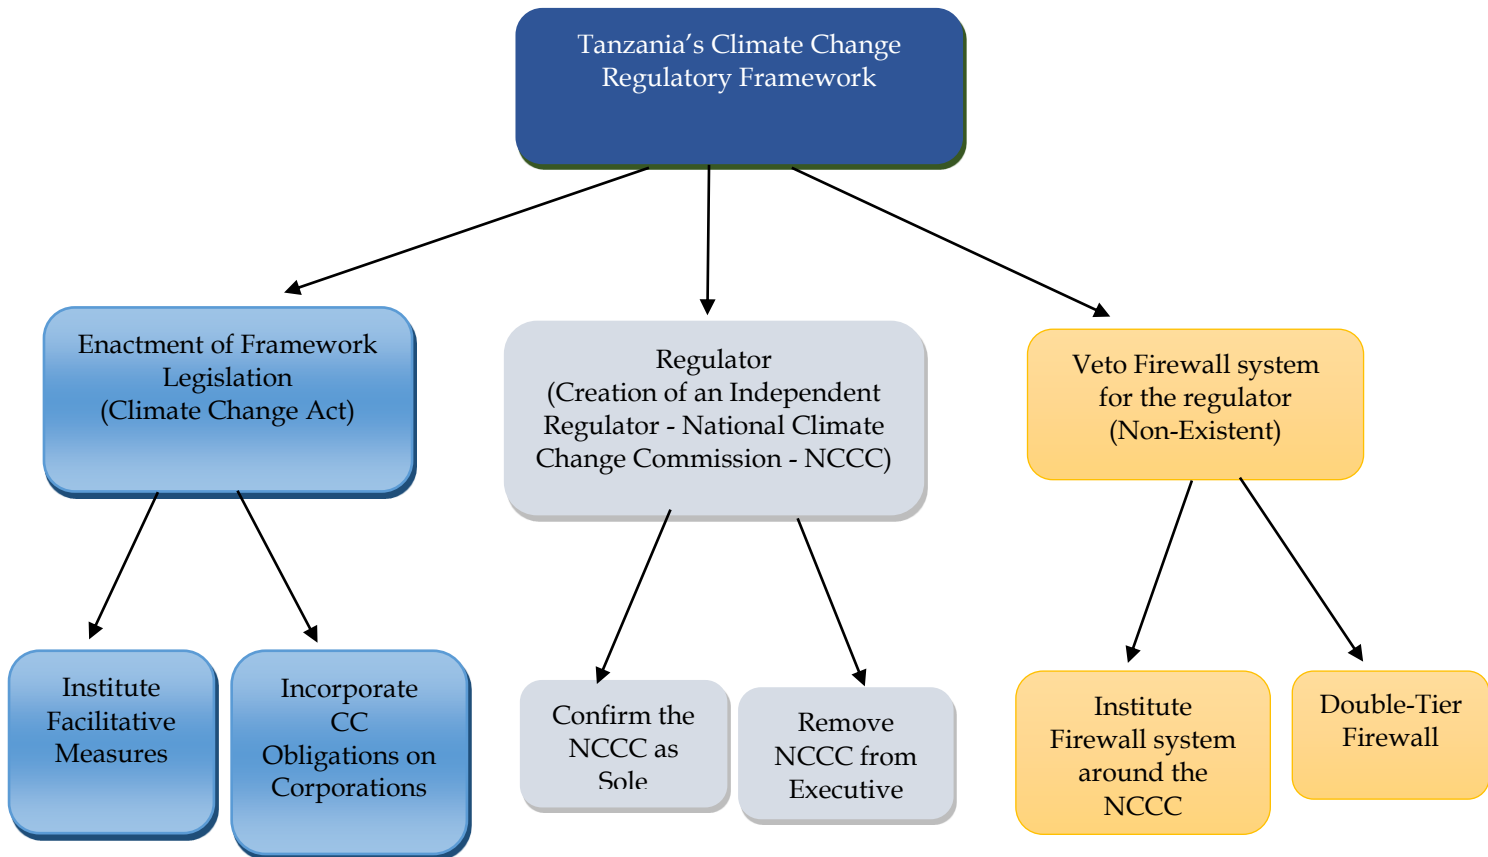 Tanzania’s Climate Change
Regulatory Framework
Enactment of Framework
Legislation
(Climate Change Act)
Regulator
(Creation of an Independent
Regulator - National Climate
Change Commission - NCCC)
Veto Firewall system
for the regulator
(Non-Existent)
Institute
Facilitative
Measures
Incorporate
CC
Obligations on
Corporations
Confirm the
NCCC as
Sole
Remove
NCCC from
Executive
Institute
Firewall system
around the
NCCC
Double-Tier
Firewall